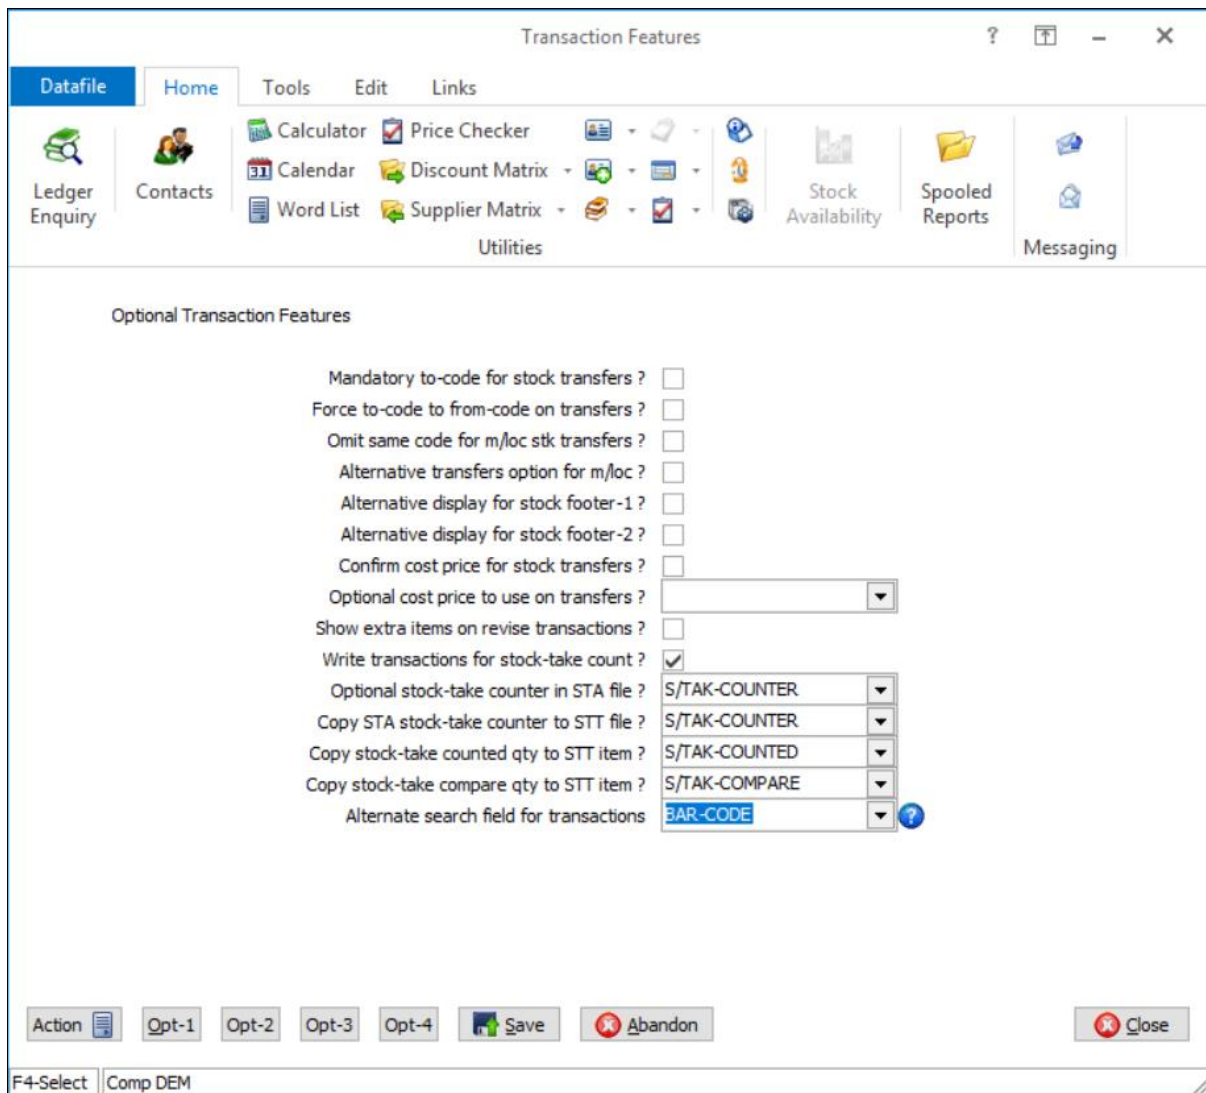 Transaction Features
Datafile Home Tools Edit Links
Calculator Price Checker
Calendar Discount Matrix
Word List Supplier Matrix
Ledger Enquiry
Contacts
Stock Availability
Spooled Reports
Utilities
Messaging
Optional Transaction Features
Mandatory to-code for stock transfers ?
Force to-code to from-code on transfers ?
Omit same code for m/loc stk transfers ?
Alternative transfers option for m/loc ?
Alternative display for stock footer-1 ?
Alternative display for stock footer-2 ?
Confirm cost price for stock transfers ?
Optional cost price to use on transfers ?
Show extra items on revise transactions ?
Write transactions for stock-take count ?
Optional stock-take counter in STA file ? S/TAK-COUNTER
Copy STA stock-take counter to STT file ? S/TAK-COUNTER
Copy stock-take counted qty to STT item ? S/TAK-COUNTED
Copy stock-take compare qty to STT item ? S/TAK-COMPARE
Alternate search field for transactions BAR-CODE
Action Opt-1 Opt-2 Opt-3 Opt-4 Save Abandon Close
F4-Select Comp DEM